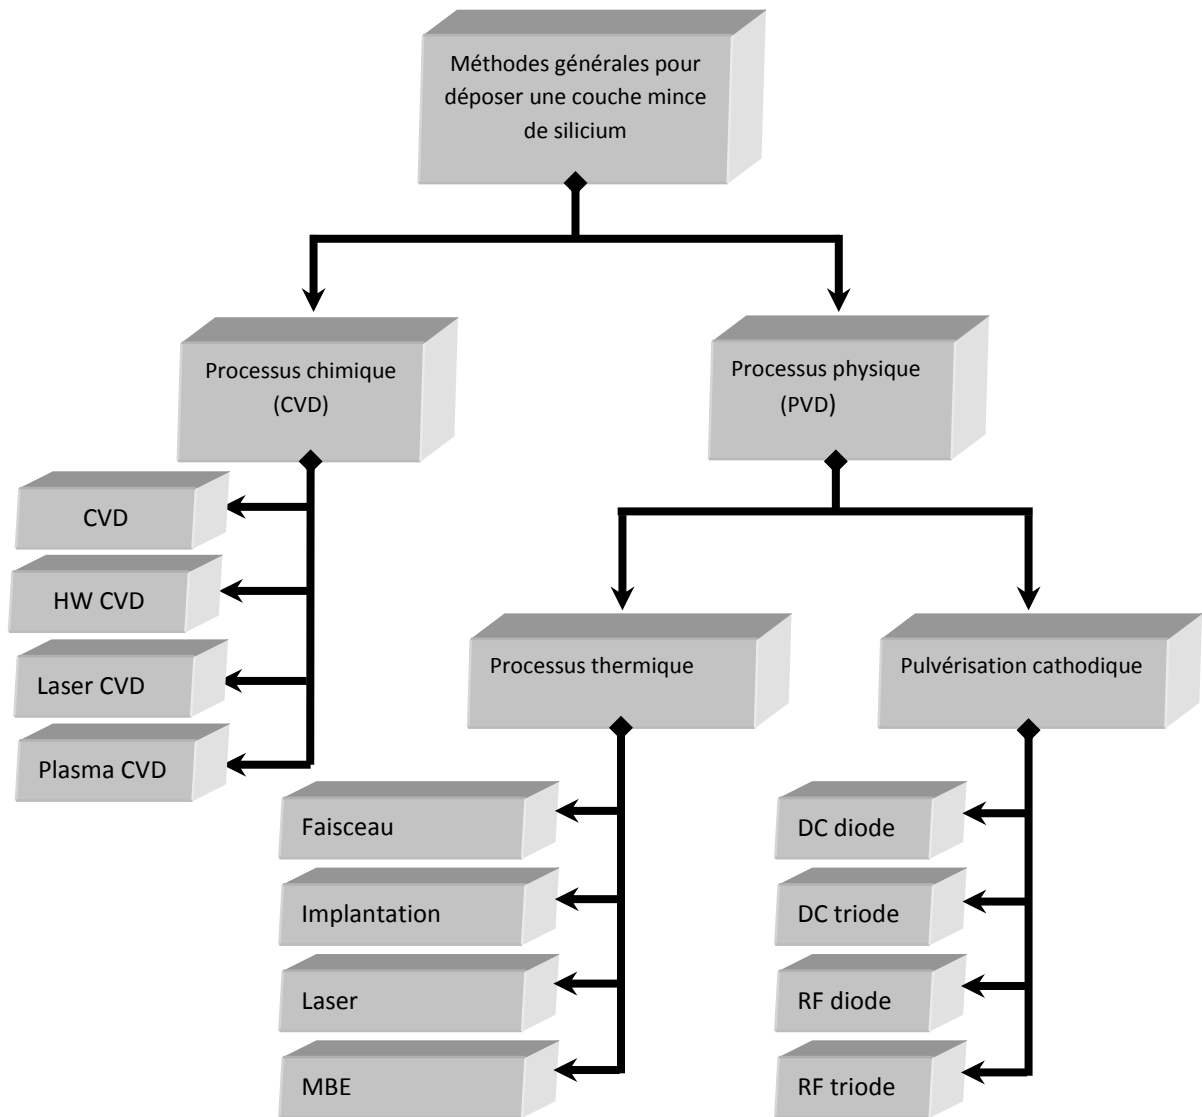 Méthodes générales pour
déposer une couche mince
de silicium
Processus chimique
(CVD)
Processus physique
(PVD)
CVD
HW CVD
Laser CVD
Plasma CVD
Processus thermique
Pulvérisation cathodique
Faisceau
Implantation
Laser
MBE
DC diode
DC triode
RF diode
RF triode